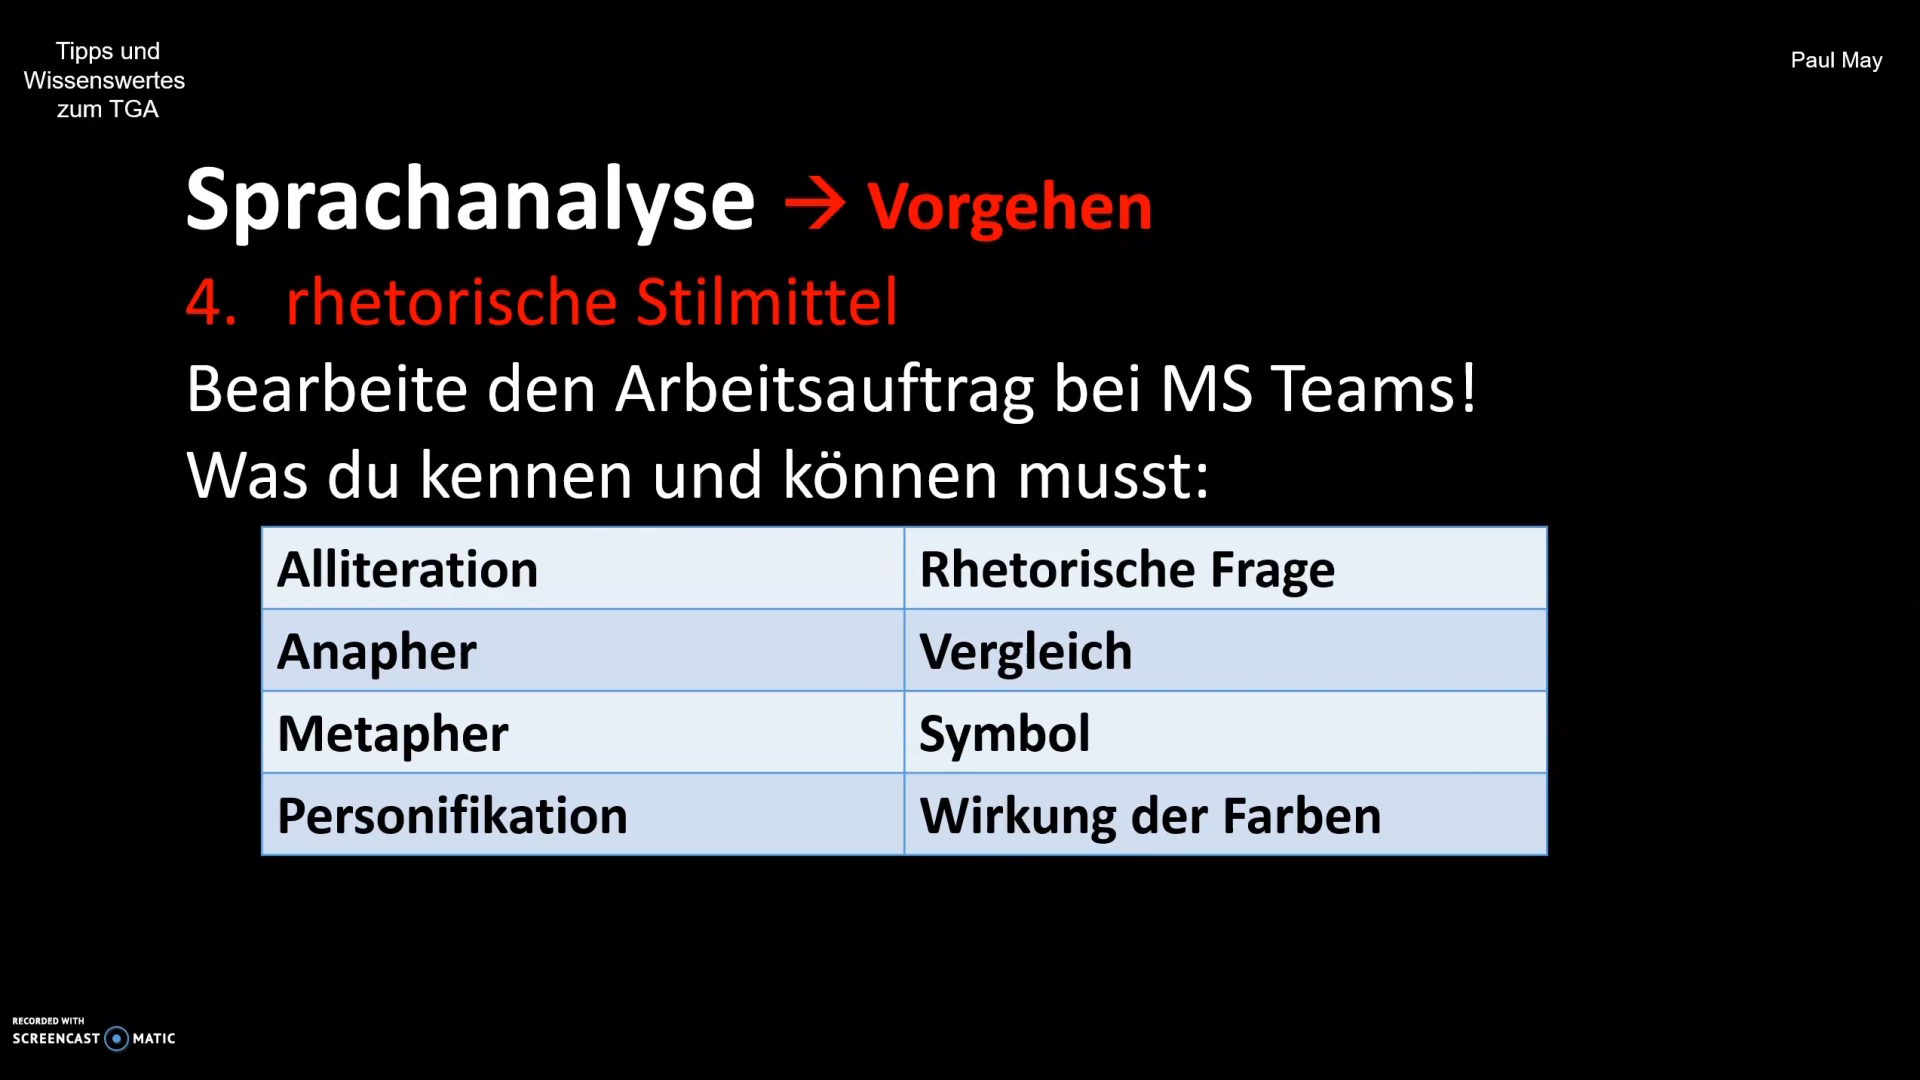 Tipps und
Wissenswertes
zum TGA
Paul May
Sprachanalyse → Vorgehen
4. rhetorische Stilmittel
Bearbeite den Arbeitsauftrag bei MS Teams!
Was du kennen und können musst:
Alliteration
Rhetorische Frage
Anapher
Vergleich
Metapher
Symbol
Personifikation
Wirkung der Farben
RECORDED WITH
SCREENCAST MATIC